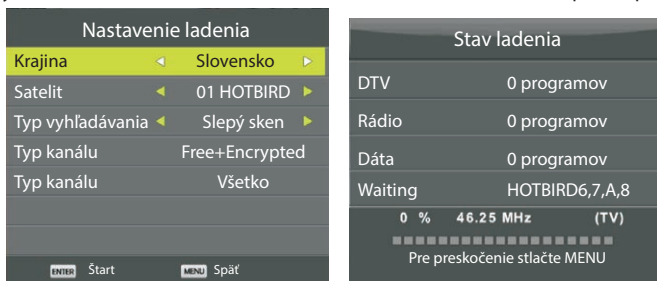 Nastavenie ladenia
Krajina Slovensko
Satelit 01 HOTBIRD
Typ vyhľadávania Slepý sken
Typ kanálu Free+Encrypted
Typ kanálu Všetko
ENTER Štart MENU Späť
Stav ladenia
DTV 0 programov
Rádio 0 programov
Dáta 0 programov
Waiting HOTBIRD6,7,A,8
0 % 46.25 MHz (TV)
Pre preskočenie stlačte MENU